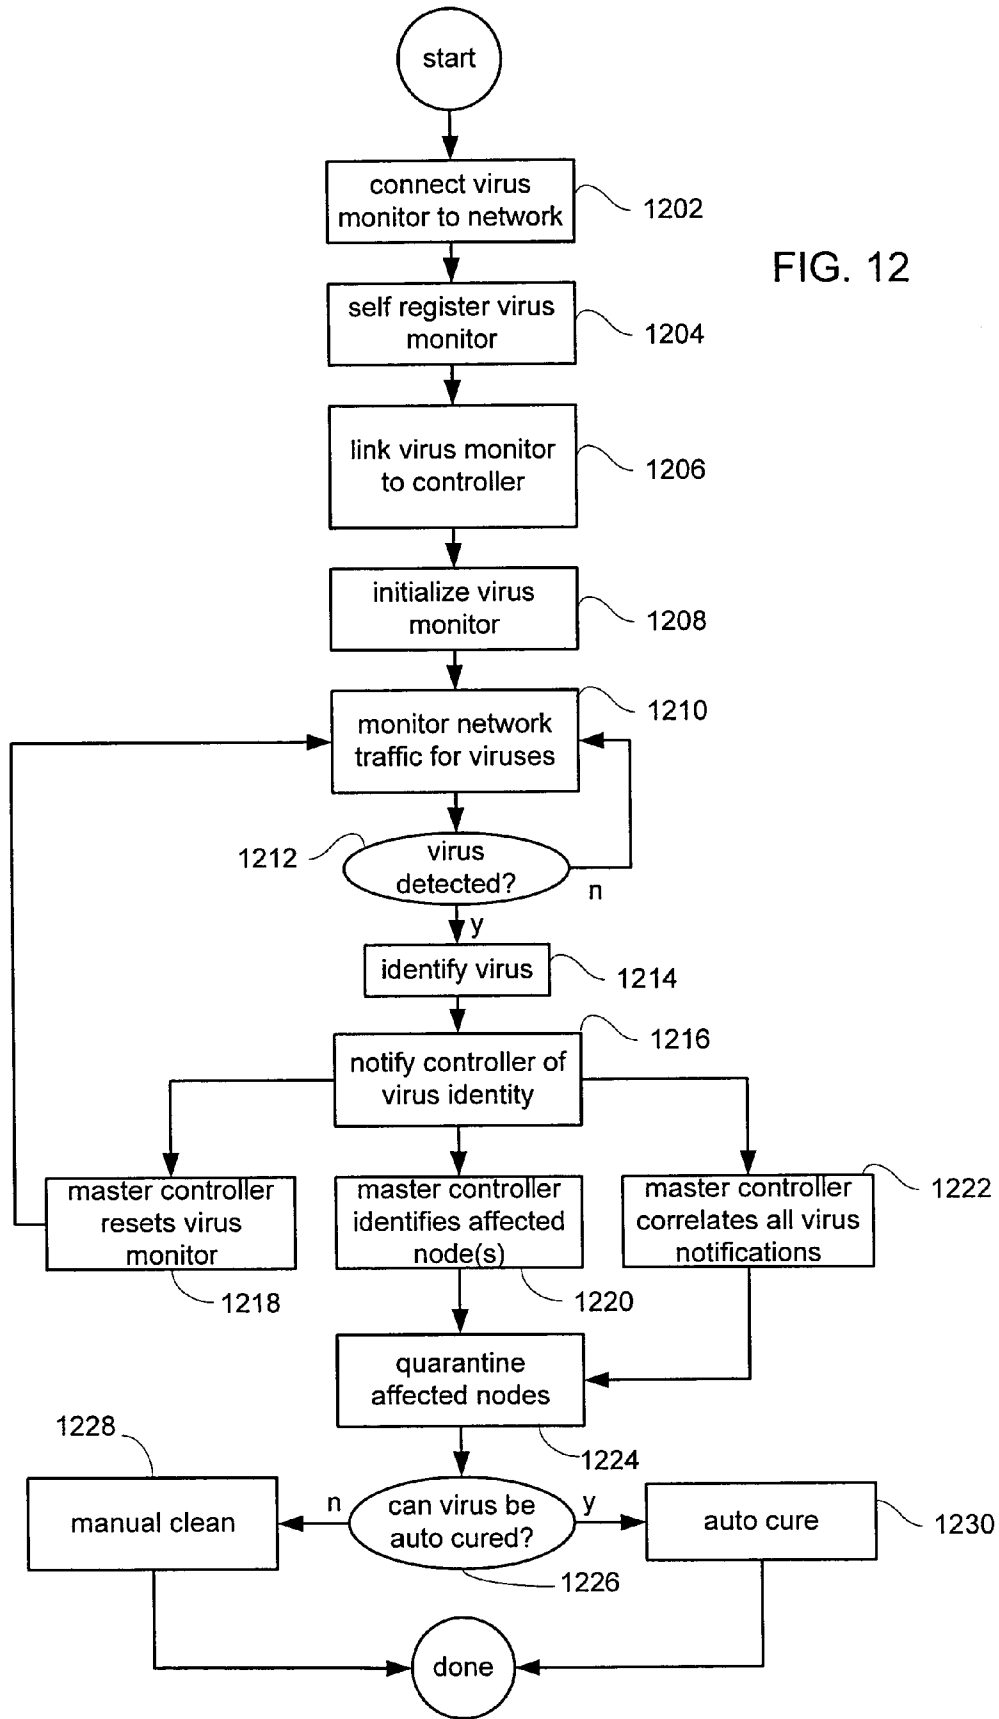 start
connect virus
monitor to network
1202
FIG. 12
self register virus
monitor
1204
link virus monitor
to controller
1206
initialize virus
monitor
1208
1210
monitor network
traffic for viruses
1212
virus
detected?
n
y
identify virus
1214
1216
notify controller of
virus identity
master controller
resets virus
monitor
1218
master controller
identifies affected
node(s)
1220
master controller
correlates all virus
notifications
1222
quarantine
affected nodes
1224
1228
manual clean
n
can virus be
auto cured?
y
1226
auto cure
1230
done